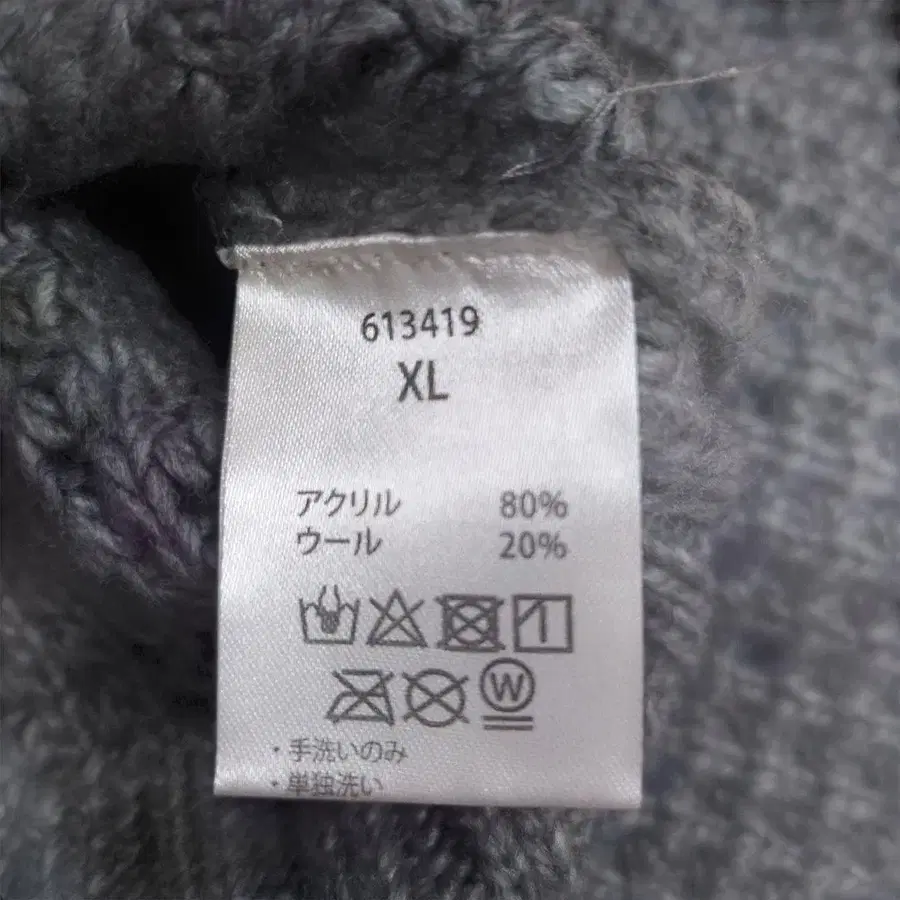 613419
XL
アクリル 80%
ウール 20%
W
・手洗いのみ
・単独洗い